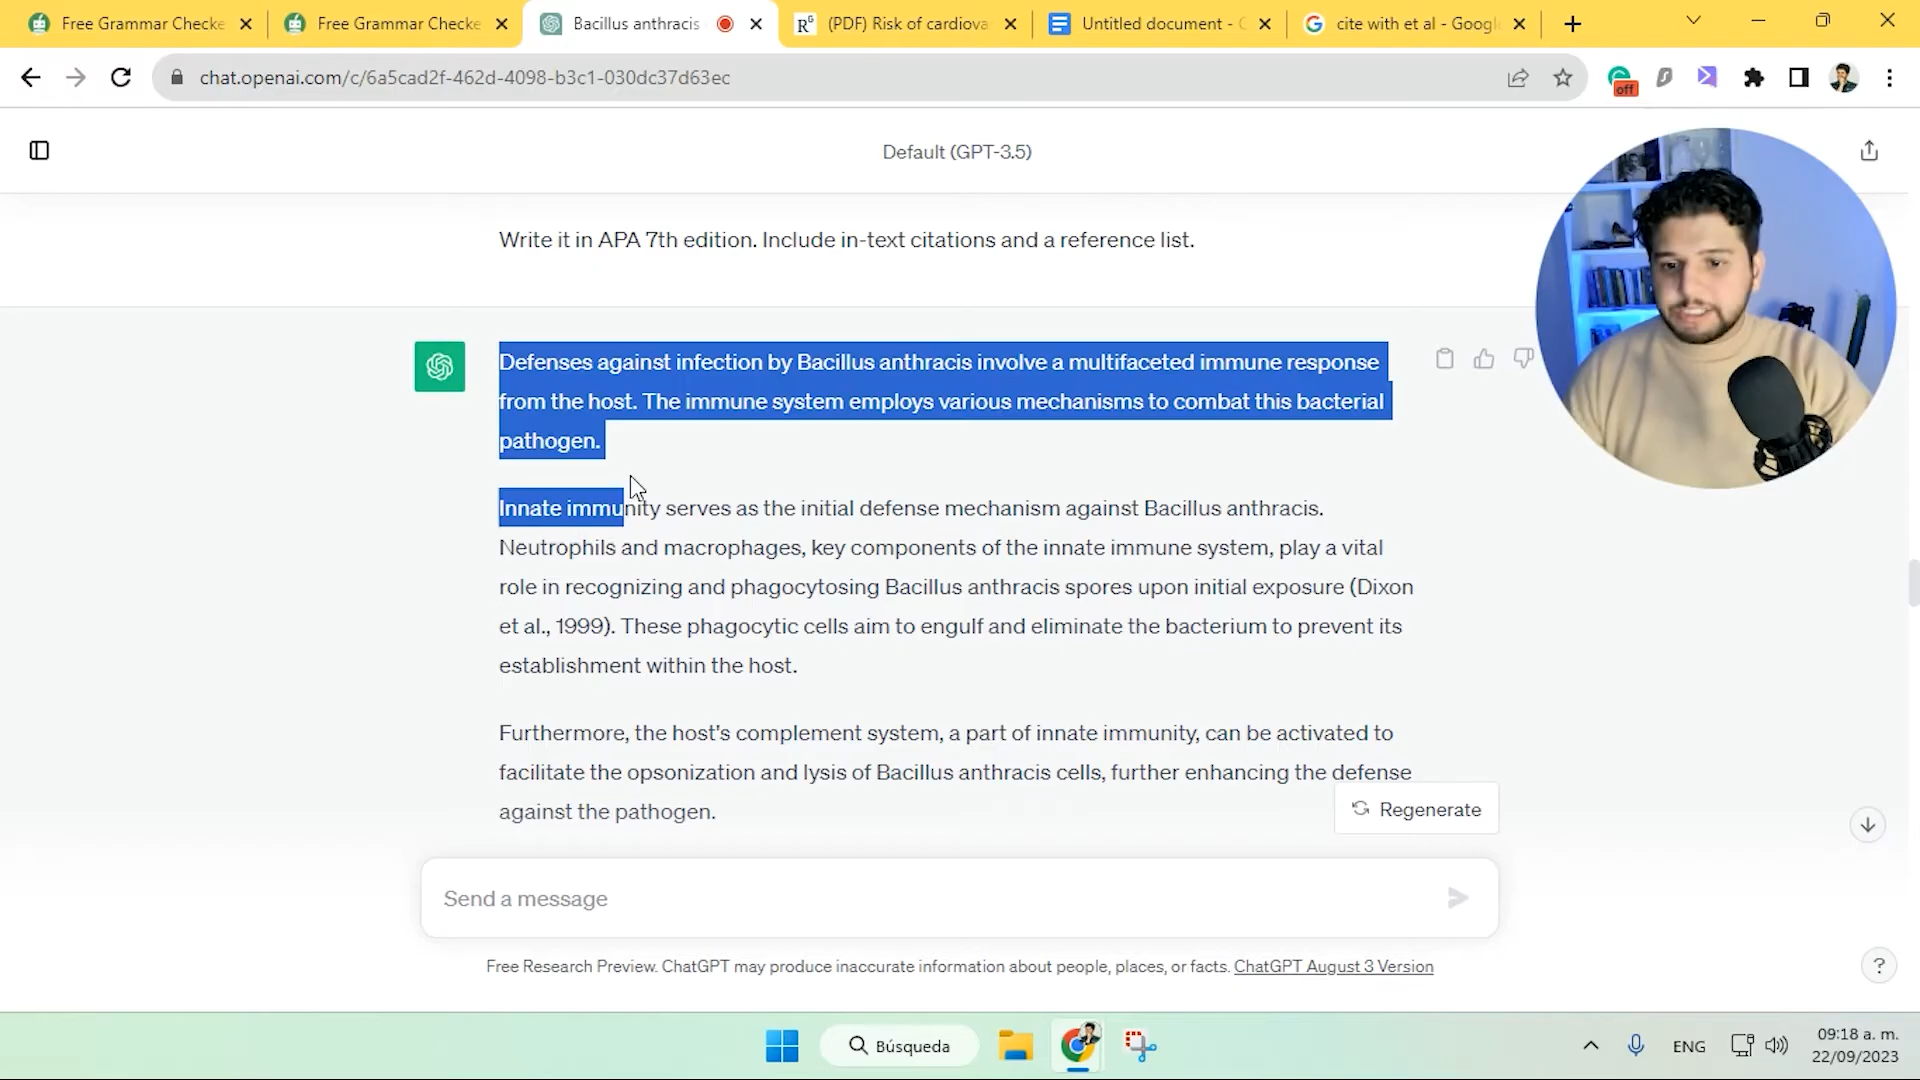 Free Grammar Checke
Free Grammar Checke
Bacillus anthracis
(PDF) Risk of cardiova
Untitled document - G
cite with et al - Google
chat.openai.com/c/6a5cad2f-462d-4098-b3c1-030dc37d63ec
off
Default (GPT-3.5)
Write it in APA 7th edition. Include in-text citations and a reference list.
Defenses against infection by Bacillus anthracis involve a multifaceted immune response
from the host. The immune system employs various mechanisms to combat this bacterial
pathogen.
Innate immunity serves as the initial defense mechanism against Bacillus anthracis.
Neutrophils and macrophages, key components of the innate immune system, play a vital
role in recognizing and phagocytosing Bacillus anthracis spores upon initial exposure (Dixon
et al., 1999). These phagocytic cells aim to engulf and eliminate the bacterium to prevent its
establishment within the host.
Furthermore, the host's complement system, a part of innate immunity, can be activated to
facilitate the opsonization and lysis of Bacillus anthracis cells, further enhancing the defense
against the pathogen.
Regenerate
Send a message
Free Research Preview. ChatGPT may produce inaccurate information about people, places, or facts. ChatGPT August 3 Version
?
Búsqueda
ENG
09:18 a. m.
22/09/2023